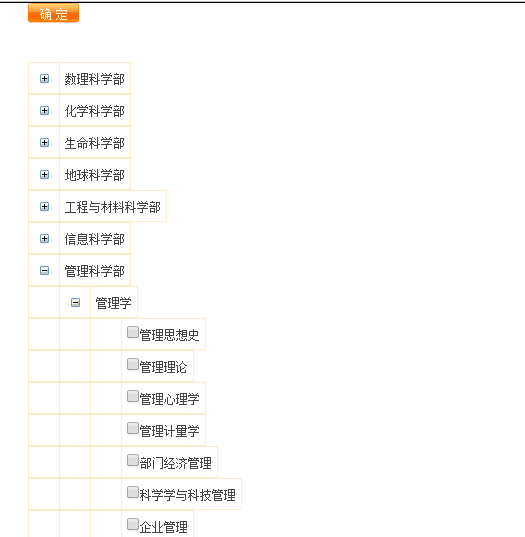 确 定
数理科学部
化学科学部
生命科学部
地球科学部
工程与材料科学部
信息科学部
管理科学部
管理学
管理思想史
管理理论
管理心理学
管理计量学
部门经济管理
科学学与科技管理
企业管理